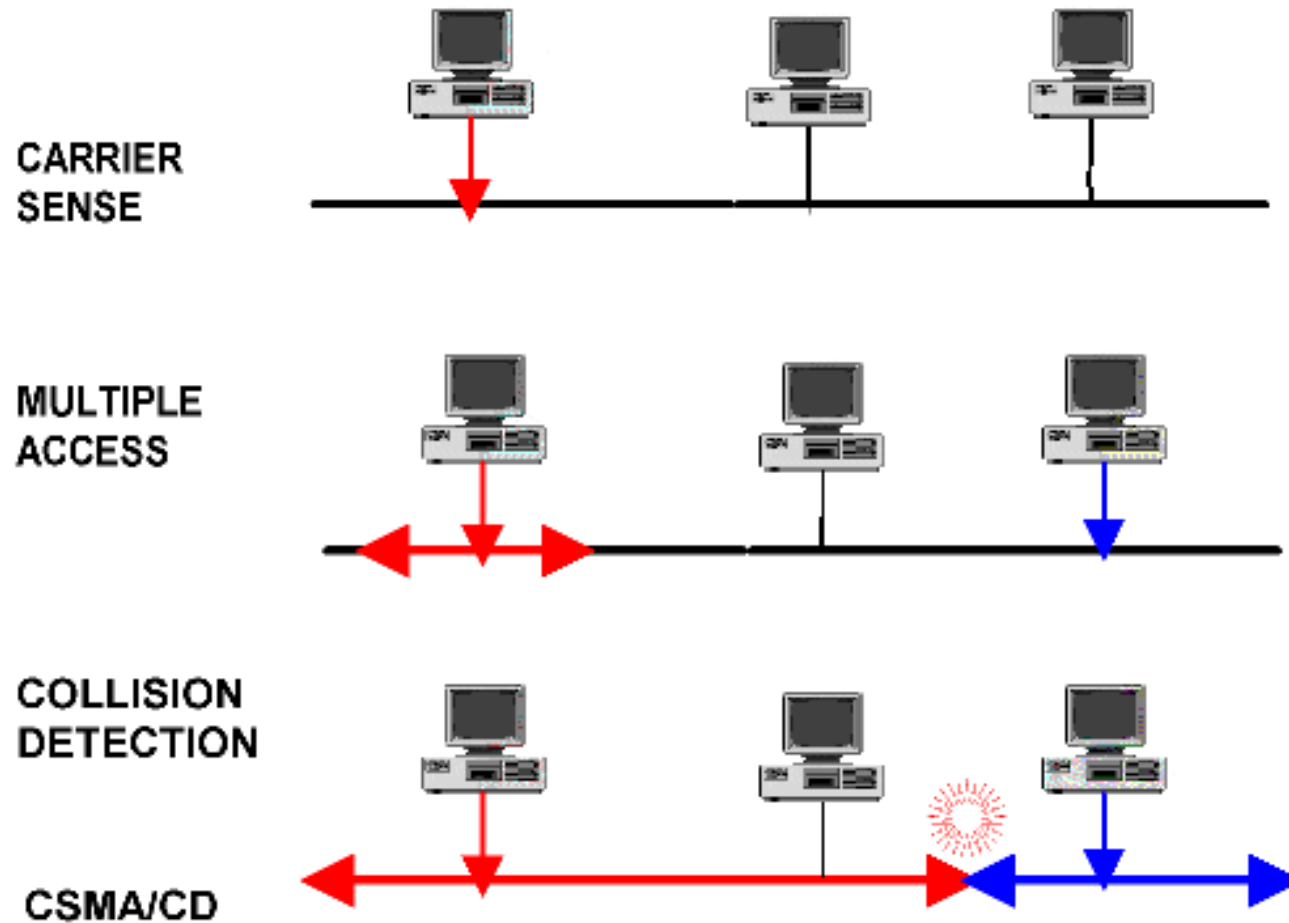 CARRIER
SENSE
MULTIPLE
ACCESS
COLLISION
DETECTION
CSMA/CD